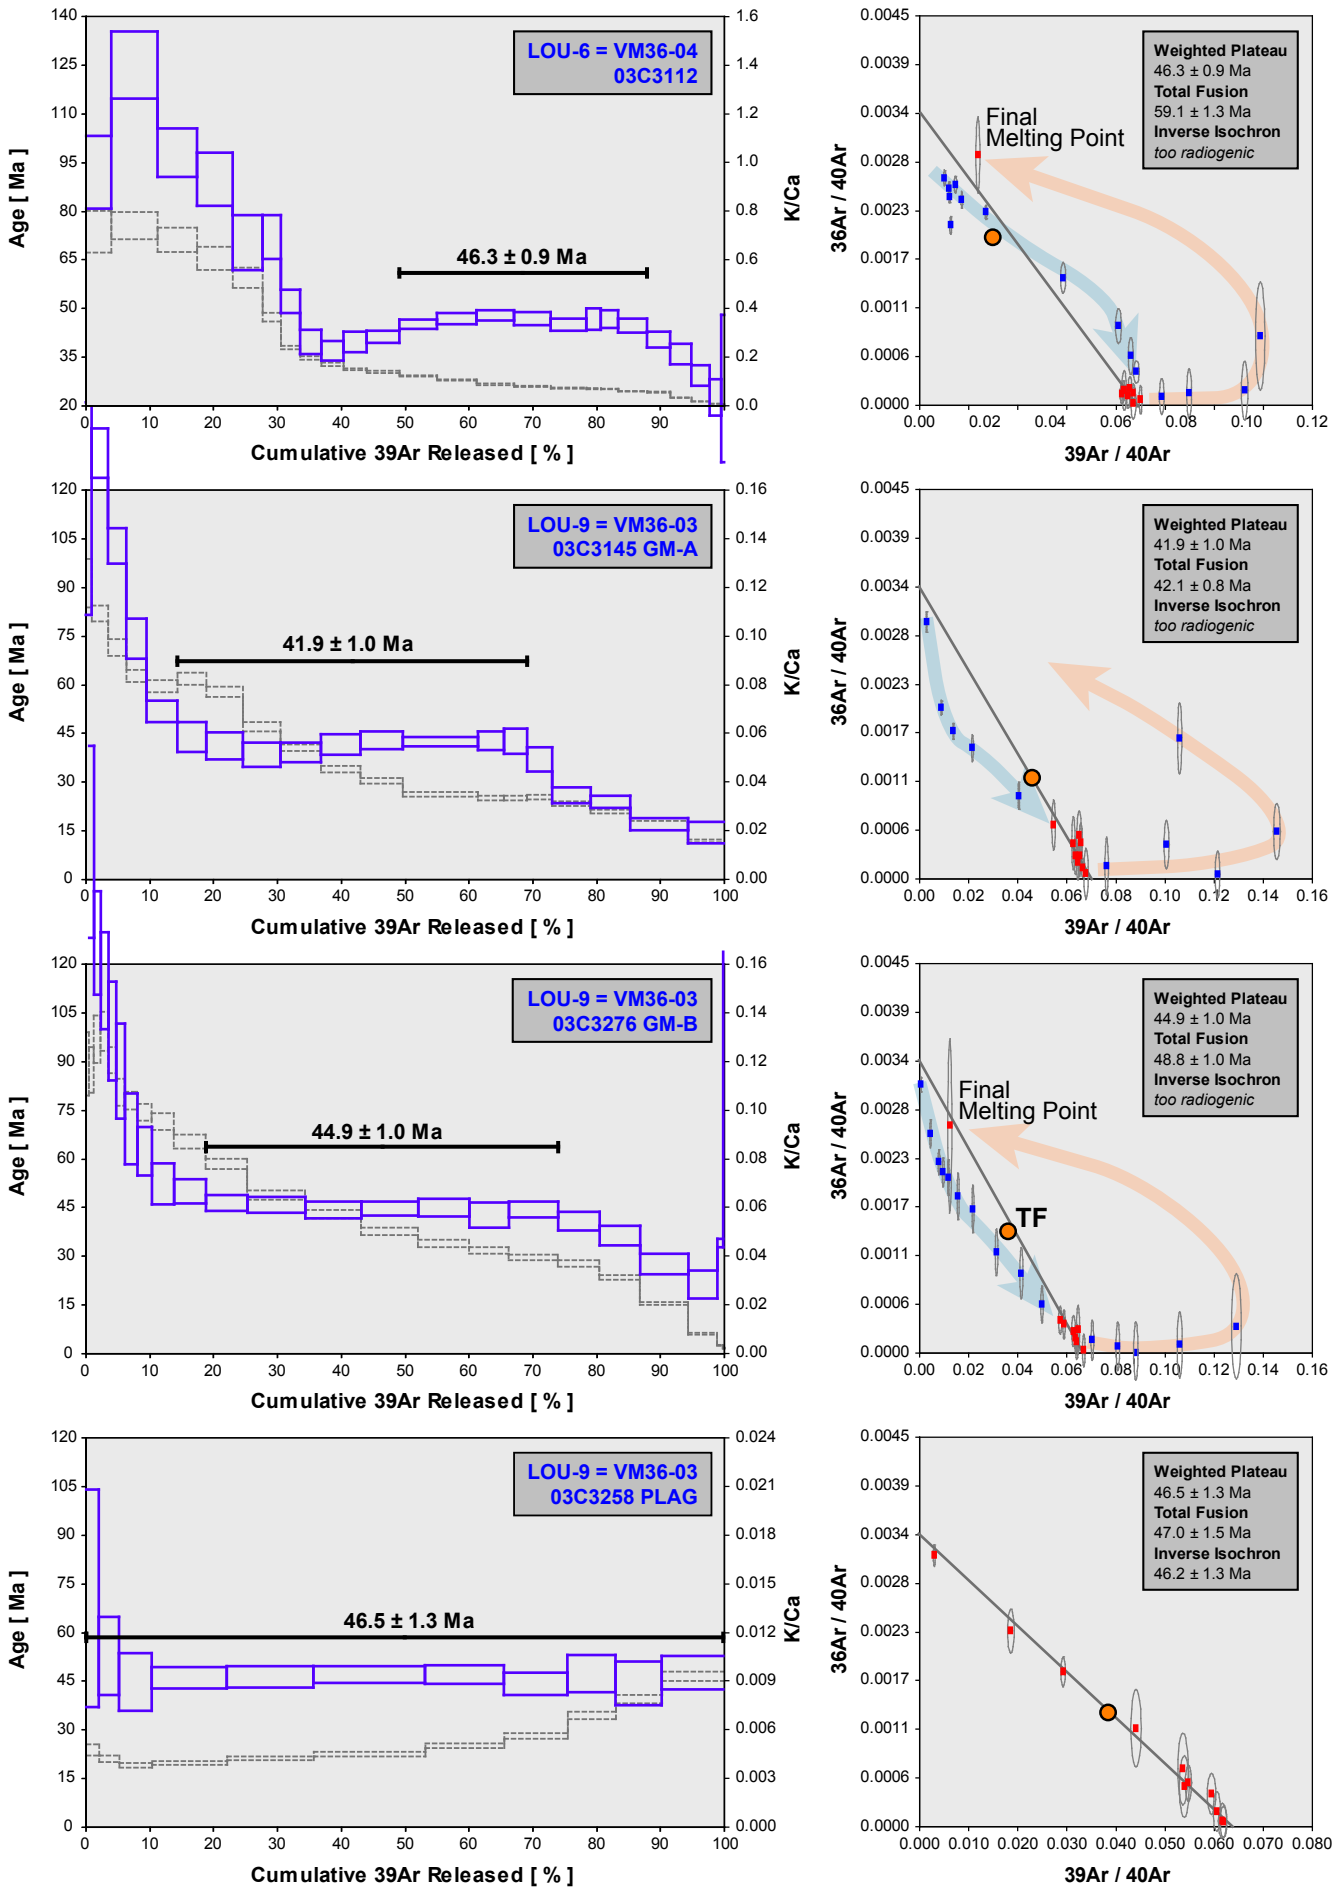 LOU-6 = VM36-04
03C3112
46.3 ± 0.9 Ma
Age [ Ma ]
140
125
110
95
80
65
50
35
20
K/Ca
1.6
1.4
1.2
1.0
0.8
0.6
0.4
0.2
0.0
0 10 20 30 40 50 60 70 80 90 100
Cumulative 39Ar Released [ % ]
Weighted Plateau
46.3 ± 0.9 Ma
Total Fusion
59.1 ± 1.3 Ma
Inverse Isochron
too radiogenic
Final
Melting Point
36Ar / 40Ar
0.0045
0.0039
0.0034
0.0028
0.0023
0.0017
0.0011
0.0006
0.0000
0.00 0.02 0.04 0.06 0.08 0.10 0.12
39Ar / 40Ar
LOU-9 = VM36-03
03C3145 GM-A
41.9 ± 1.0 Ma
Age [ Ma ]
120
105
90
75
60
45
30
15
0
K/Ca
0.16
0.14
0.12
0.10
0.08
0.06
0.04
0.02
0.00
0 10 20 30 40 50 60 70 80 90 100
Cumulative 39Ar Released [ % ]
Weighted Plateau
41.9 ± 1.0 Ma
Total Fusion
42.1 ± 0.8 Ma
Inverse Isochron
too radiogenic
36Ar / 40Ar
0.0045
0.0039
0.0034
0.0028
0.0023
0.0017
0.0011
0.0006
0.0000
0.00 0.02 0.04 0.06 0.08 0.10 0.12 0.14 0.16
39Ar / 40Ar
LOU-9 = VM36-03
03C3276 GM-B
44.9 ± 1.0 Ma
Age [ Ma ]
120
105
90
75
60
45
30
15
0
K/Ca
0.16
0.14
0.12
0.10
0.08
0.06
0.04
0.02
0.00
0 10 20 30 40 50 60 70 80 90 100
Cumulative 39Ar Released [ % ]
Weighted Plateau
44.9 ± 1.0 Ma
Total Fusion
48.8 ± 1.0 Ma
Inverse Isochron
too radiogenic
Final
Melting Point
TF
36Ar / 40Ar
0.0045
0.0039
0.0034
0.0028
0.0023
0.0017
0.0011
0.0006
0.0000
0.00 0.02 0.04 0.06 0.08 0.10 0.12 0.14 0.16
39Ar / 40Ar
LOU-9 = VM36-03
03C3258 PLAG
46.5 ± 1.3 Ma
Age [ Ma ]
120
105
90
75
60
45
30
15
0
K/Ca
0.024
0.021
0.018
0.015
0.012
0.009
0.006
0.003
0.000
0 10 20 30 40 50 60 70 80 90 100
Cumulative 39Ar Released [ % ]
Weighted Plateau
46.5 ± 1.3 Ma
Total Fusion
47.0 ± 1.5 Ma
Inverse Isochron
46.2 ± 1.3 Ma
36Ar / 40Ar
0.0045
0.0039
0.0034
0.0028
0.0023
0.0017
0.0011
0.0006
0.0000
0.000 0.020 0.030 0.040 0.050 0.060 0.070 0.080
39Ar / 40Ar